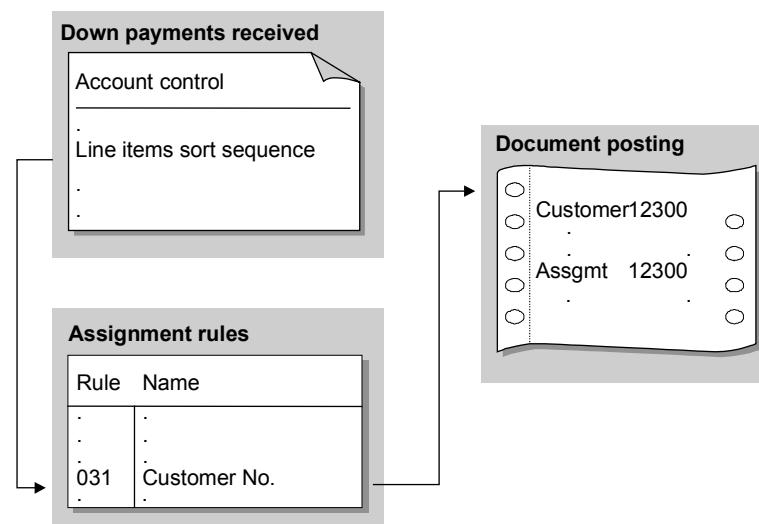 Down payments received
Account control
.
Line items sort sequence
.
.
Assignment rules
Rule Name
. .
. .
. .
031 Customer No.
. .
Document posting
Customer12300
. .
Assgmt 12300
. .